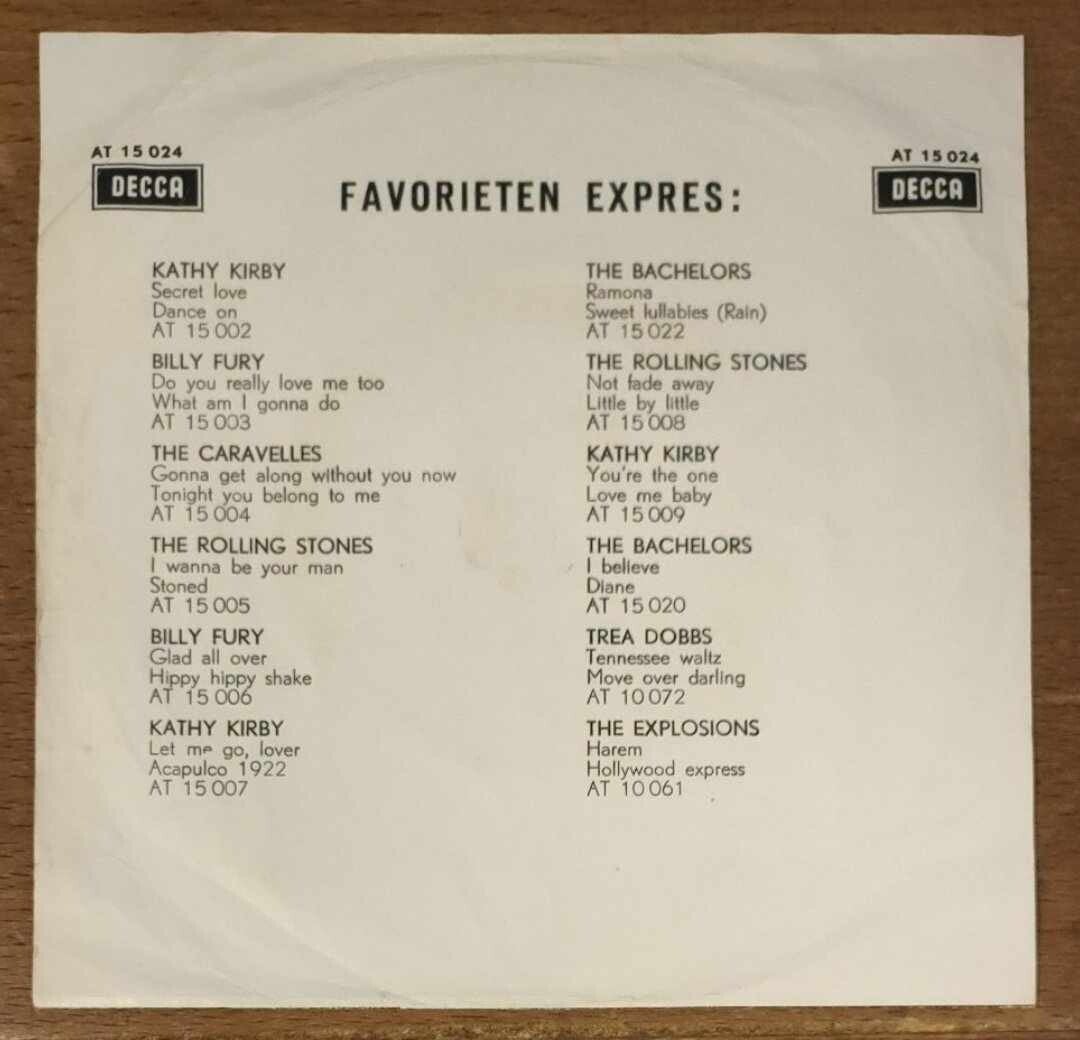 AT 15 024
DECCA
AT 15 024
DECCA
FAVORIETEN EXPRES:
KATHY KIRBY
Secret love
Dance on
AT 15 002
BILLY FURY
Do you really love me too
What am I gonna do
AT 15 003
THE CARAVELLES
Gonna get along without you now
Tonight you belong to me
AT 15 004
THE ROLLING STONES
I wanna be your man
Stoned
AT 15 005
BILLY FURY
Glad all over
Hippy hippy shake
AT 15 006
KATHY KIRBY
Let me go, lover
Acapulco 1922
AT 15 007
THE BACHELORS
Ramona
Sweet lullabies (Rain)
AT 15 022
THE ROLLING STONES
Not fade away
Little by little
AT 15 008
KATHY KIRBY
You're the one
Love me baby
AT 15 009
THE BACHELORS
I believe
Diane
AT 15 020
TREA DOBBS
Tennessee waltz
Move over darling
AT 10 072
THE EXPLOSIONS
Harem
Hollywood express
AT 10 061